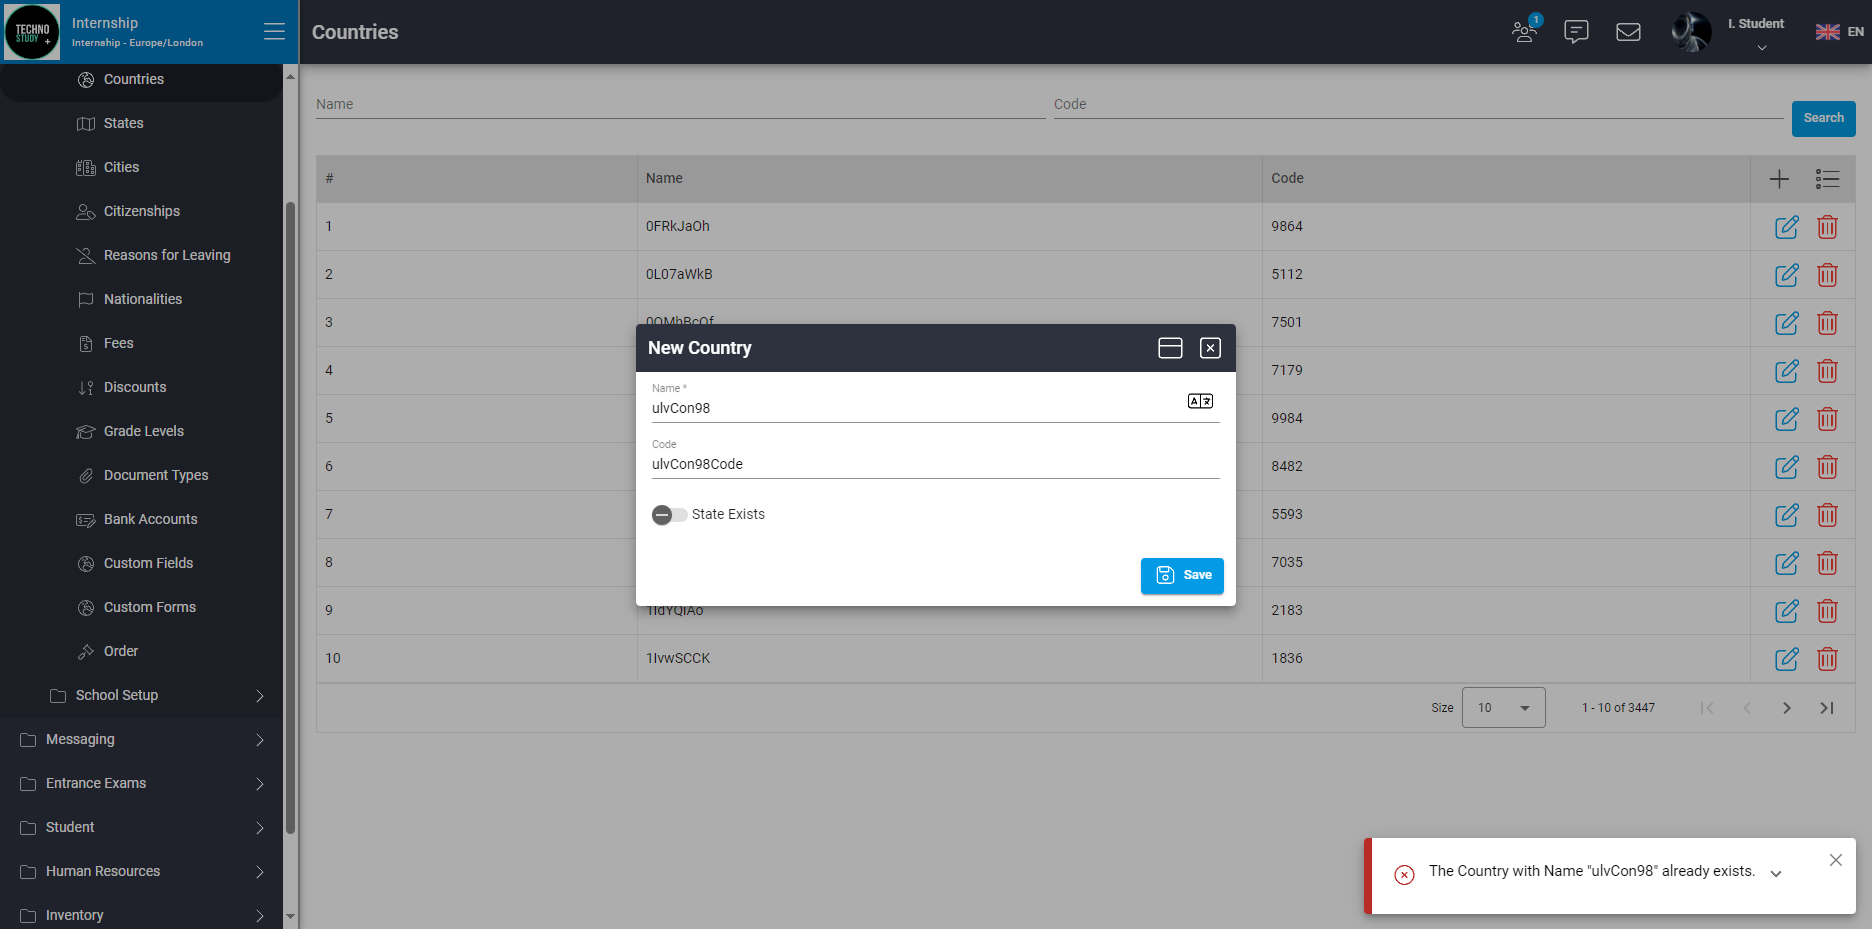 TECHNO
STUDY
Internship
Internship - Europe/London
Countries
1
I. Student
EN
Countries
States
Cities
Citizenships
Reasons for Leaving
Nationalities
Fees
Discounts
Grade Levels
Document Types
Bank Accounts
Custom Fields
Custom Forms
Order
School Setup
Messaging
Entrance Exams
Student
Human Resources
Inventory
Name
Code
Search
# Name Code
1 0FRkJaOh 9864
2 0L07aWkB 5112
3 7501
4 7179
5 9984
6 8482
7 5593
8 7035
9 2183
10 1IvwSCCK 1836
Size 10 1 - 10 of 3447
New Country
Name *
ulvCon98
Code
ulvCon98Code
State Exists
Save
The Country with Name "ulvCon98" already exists.